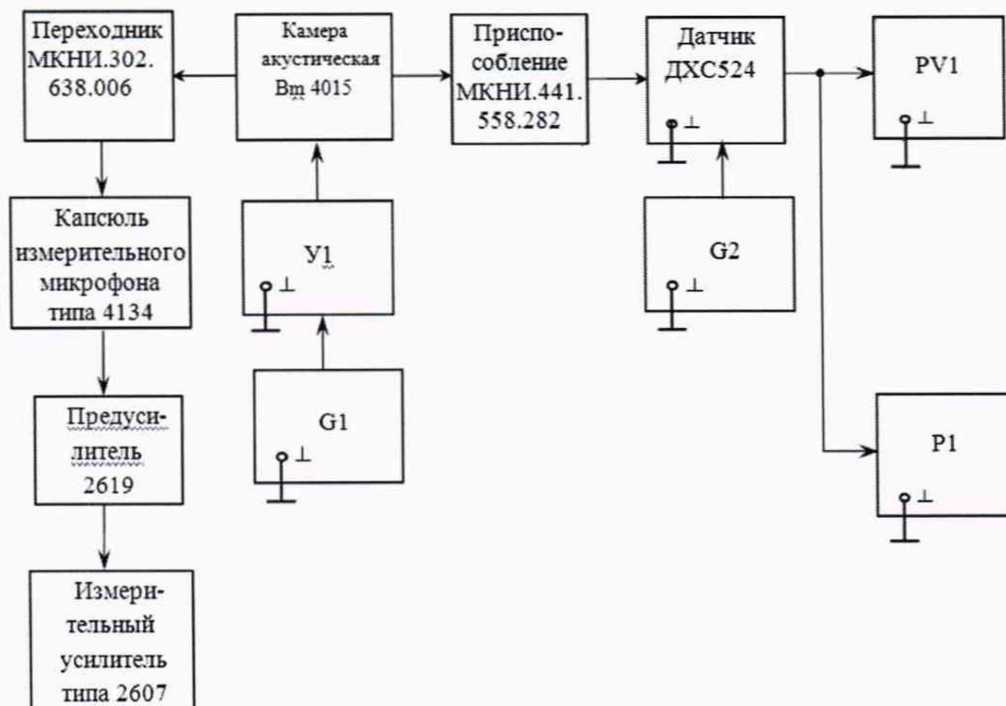 Переходник
МКНИ.302.
638.006
Камера
акустическая
Вт 4015
Приспо-
собление
МКНИ.441.
558.282
Датчик
ДХС524
⊥
PV1
⊥
Капсюль
измерительного
микрофона
типа 4134
У1
⊥
G2
⊥
G1
⊥
Предуси-
литель
2619
P1
⊥
Измери-
тельный
усилитель
типа 2607